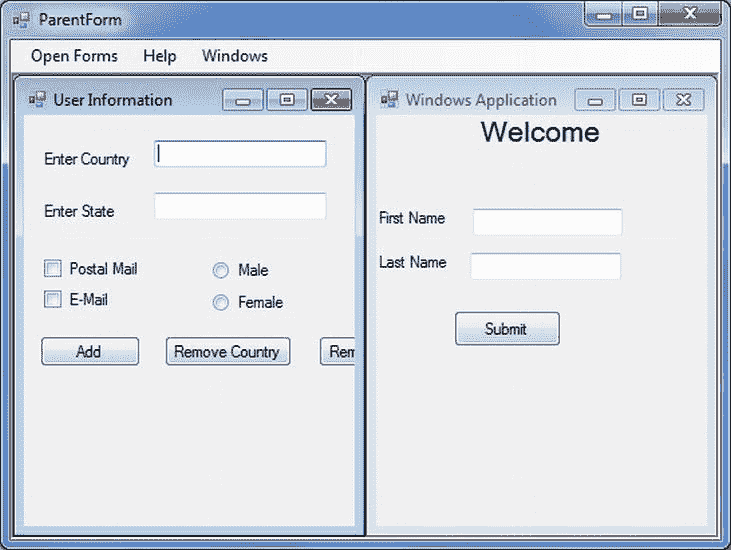 ParentForm
Open Forms Help Windows
User Information
Enter Country
Enter State
Postal Mail Male
E-Mail Female
Add Remove Country Rem
Windows Application
Welcome
First Name
Last Name
Submit